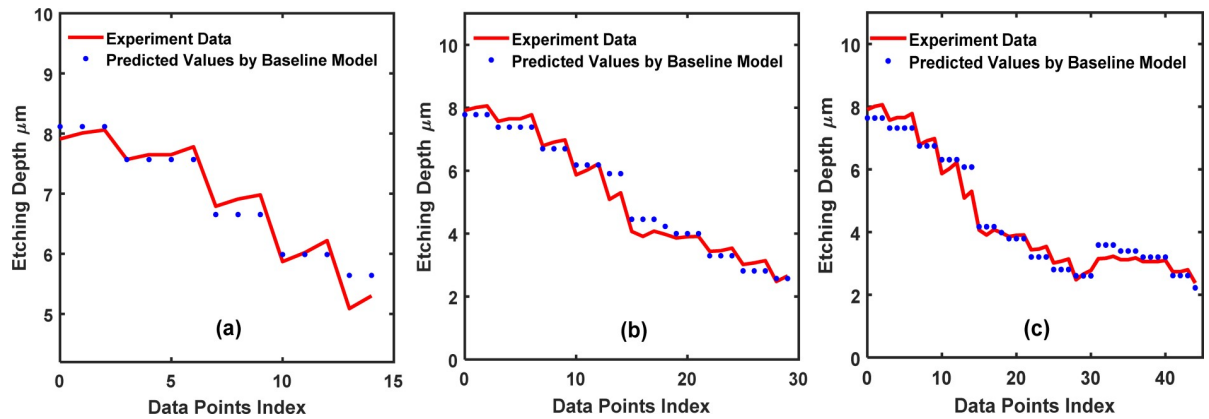 10
9
8
7
6
5
0
5
10
15
Etching Depth μm
Data Points Index
Experiment Data
Predicted Values by Baseline Model
(a)
10
8
6
4
2
0
0
10
20
30
Etching Depth μm
Data Points Index
Experiment Data
Predicted Values by Baseline Model
(b)
10
8
6
4
2
0
0
10
20
30
40
Etching Depth μm
Data Points Index
Experiment Data
Predicted Values by Baseline Model
(c)